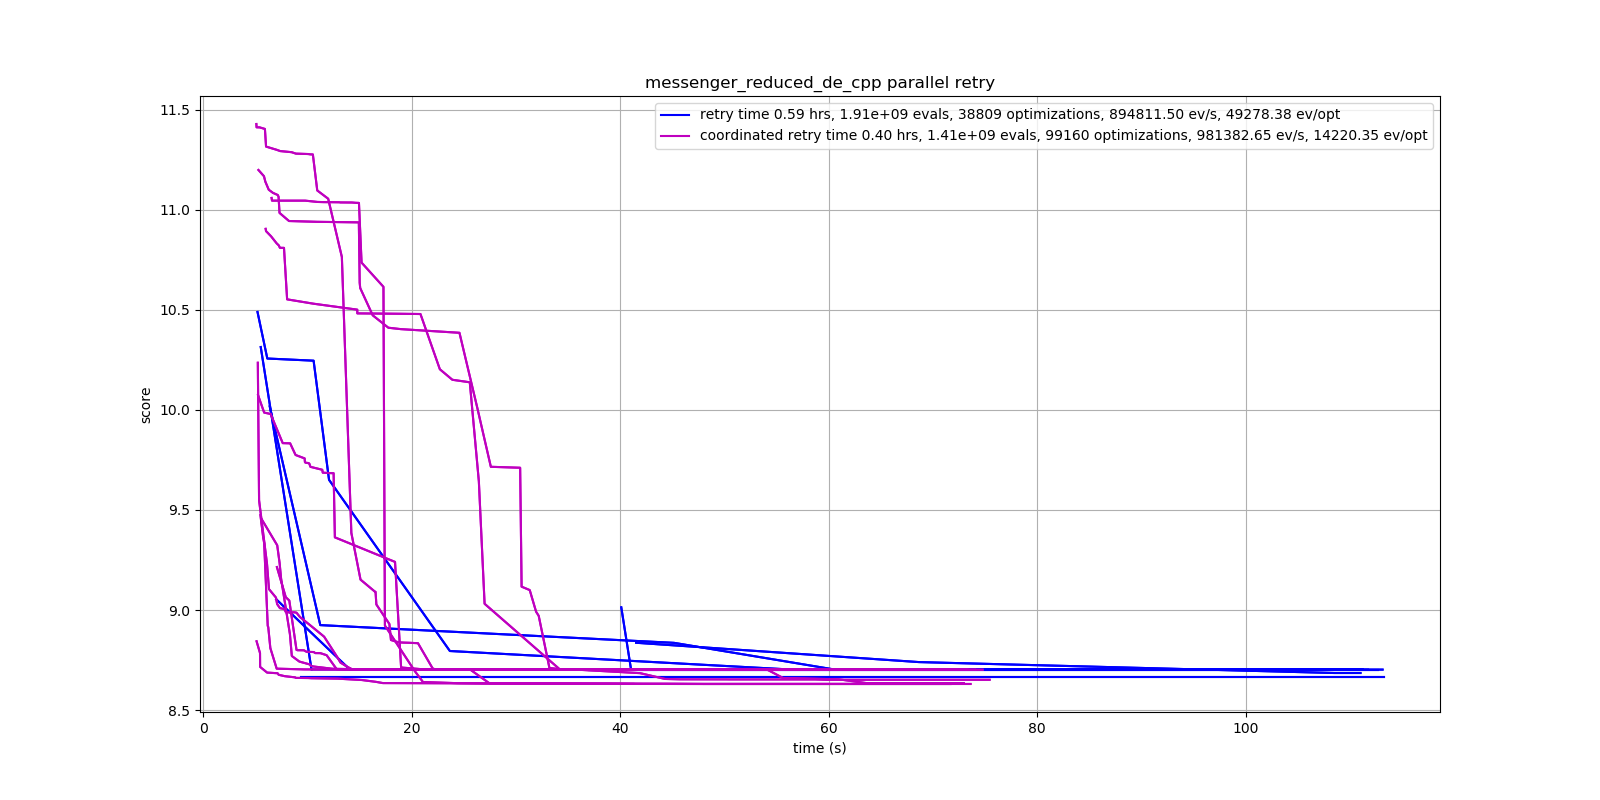 messenger_reduced_de_cpp parallel retry
retry time 0.59 hrs, 1.91e+09 evals, 38809 optimizations, 894811.50 ev/s, 49278.38 ev/opt
coordinated retry time 0.40 hrs, 1.41e+09 evals, 99160 optimizations, 981382.65 ev/s, 14220.35 ev/opt
11.5
11.0
10.5
10.0
9.5
9.0
8.5
score
0 20 40 60 80 100
time (s)